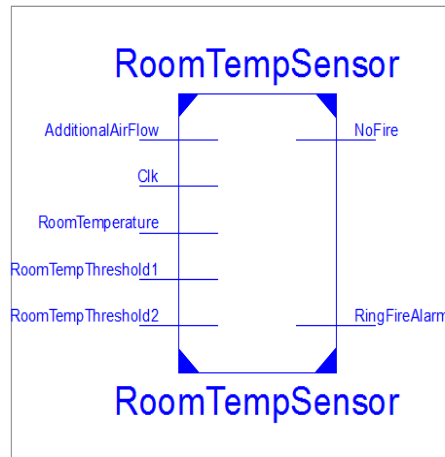 RoomTempSensor
AdditionalAirFlow
NoFire
Clk
RoomTemperature
RoomTempThreshold1
RoomTempThreshold2
RingFireAlarm
RoomTempSensor